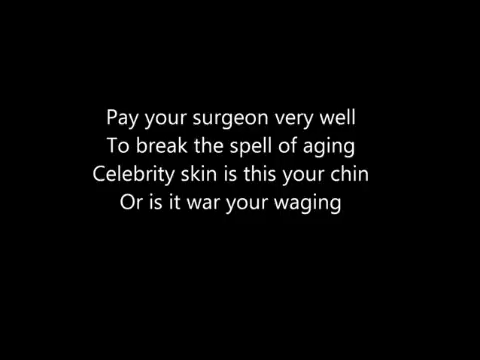 Pay your surgeon very well
To break the spell of aging
Celebrity skin is this your chin
Or is it war your waging